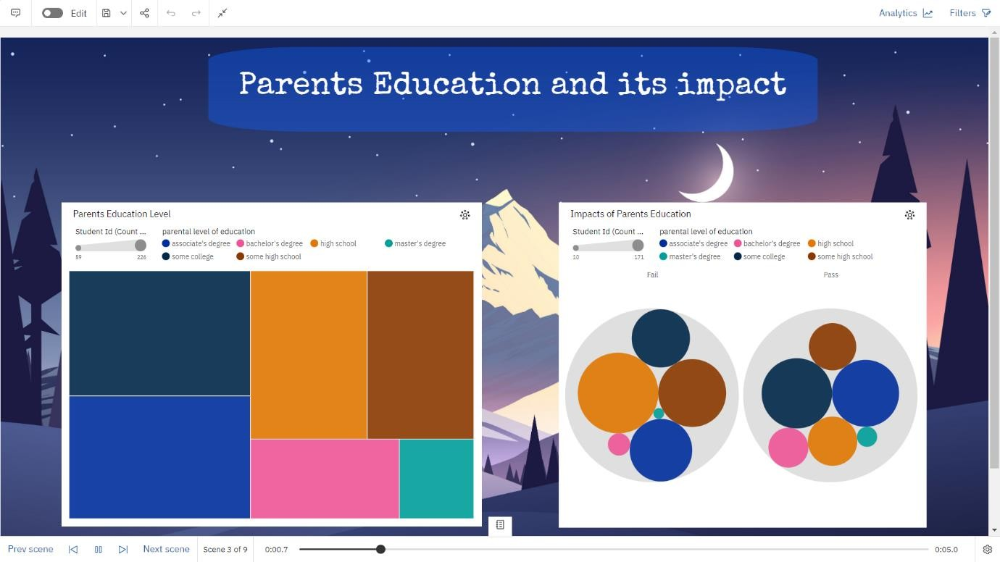 Edit
Analytics
Filters
Parents Education and its impact
Parents Education Level
Student Id (Count ...
59
226
parental level of education
associate's degree
bachelor's degree
high school
master's degree
some college
some high school
Impacts of Parents Education
Student Id (Count ...
10
171
parental level of education
associate's degree
bachelor's degree
high school
master's degree
some college
some high school
Fail
Pass
Prev scene
Next scene
Scene 3 of 9
0:00.7
0:05.0